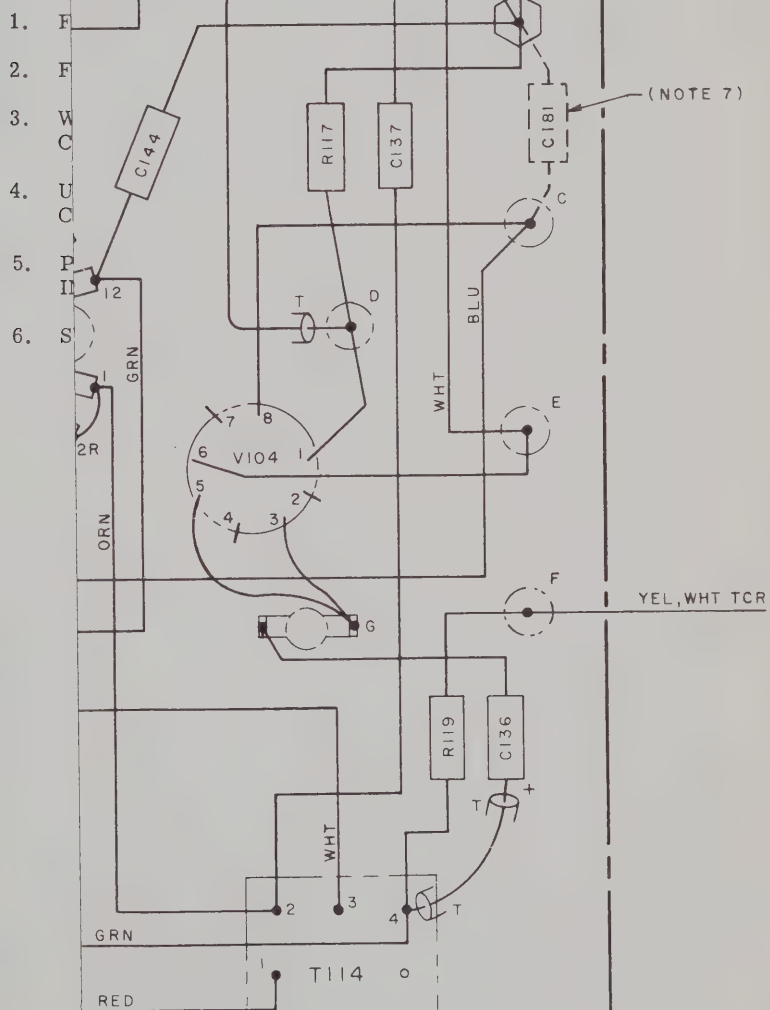 1. F
2. F
3. W
C
4. U
C
5. P
6. S
C144
R117
C137
C181
(NOTE 7)
C
12
GRN
T
D
BLU
WHT
E
1
2R
ORN
V104
7
8
6
1
5
2
4
3
G
F
YEL, WHT TCR
R119
C136
T
+
WHT
2
3
4
T
GRN
1
T114
RED